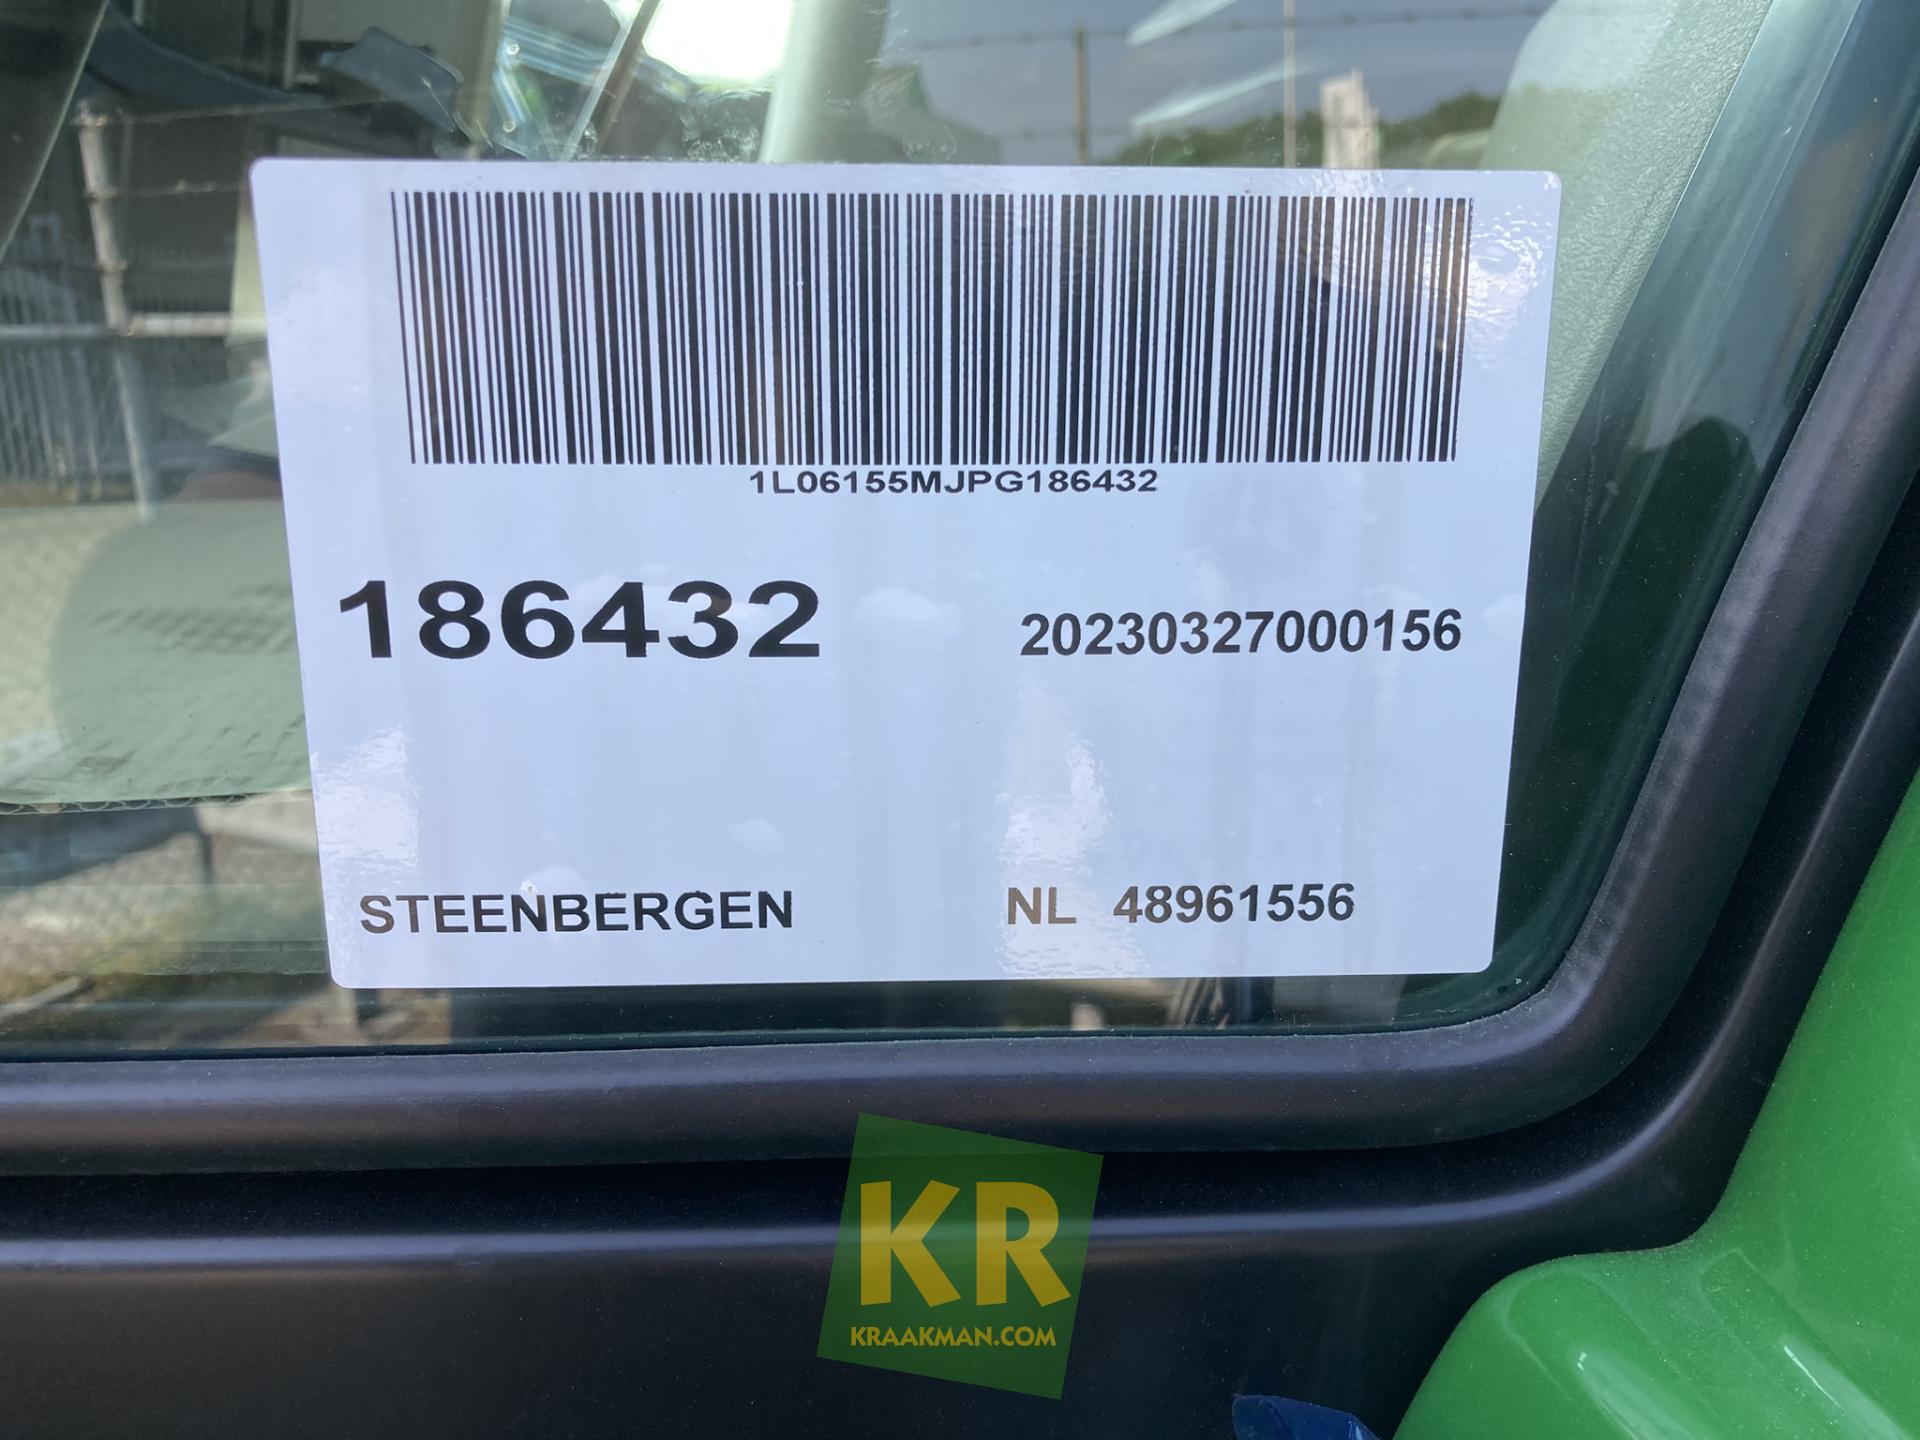 1L06155MJPG186432
186432 20230327000156
STEENBERGEN NL 48961556
KR
KRAAKMAN.COM